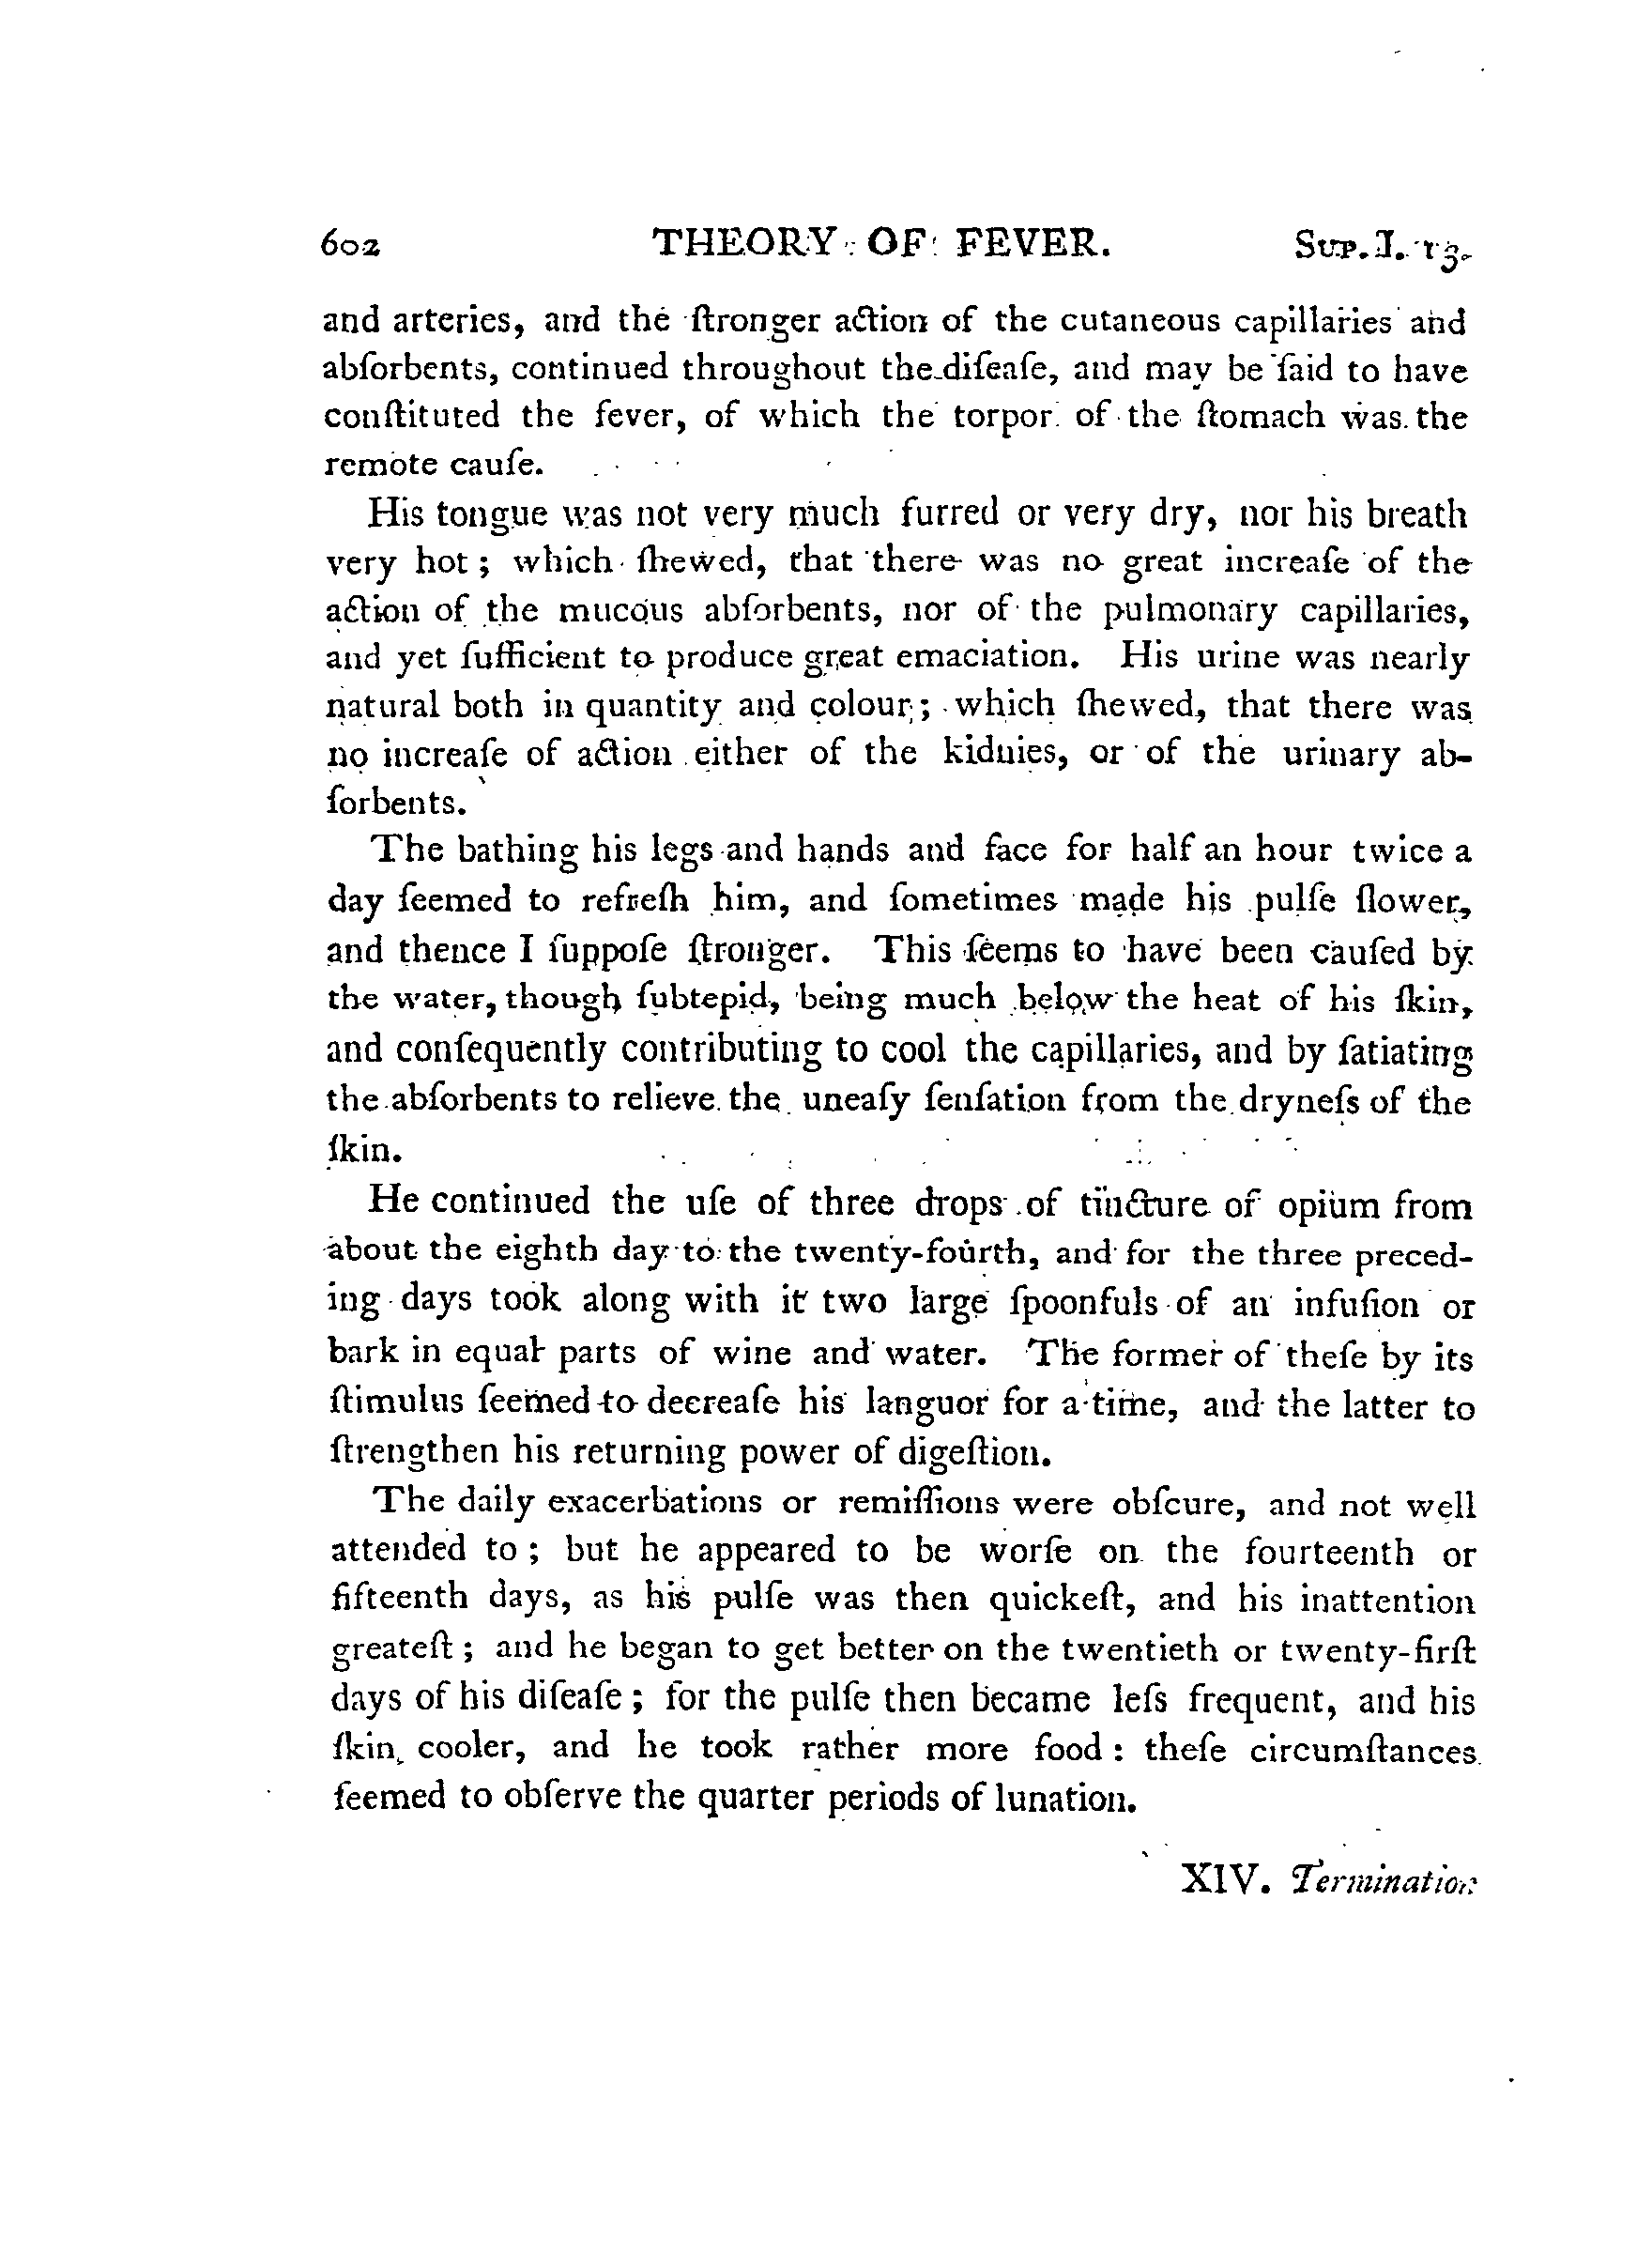 602 THEORY OF FEVER. Sup. I. 13.
and arteries, and the ſtronger action of the cutaneous capillaries and
abſorbents, continued throughout the diſeaſe, and may be ſaid to have
conſtituted the fever, of which the torpor of the ſtomach was the
remote cauſe.
His tongue was not very much furred or very dry, nor his breath
very hot ; which ſhewed, that there was no great increaſe of the
action of the mucous abſorbents, nor of the pulmonary capillaries,
and yet ſufficient to produce great emaciation. His urine was nearly
natural both in quantity and colour ; which ſhewed, that there was
no increaſe of action either of the kidnies, or of the urinary ab-
ſorbents.
The bathing his legs and hands and face for half an hour twice a
day ſeemed to refreſh him, and ſometimes made his pulſe ſlower,
and thence I ſuppoſe ſtronger. This ſeems to have been cauſed by
the water, though ſubtepid, being much below the heat of his ſkin,
and conſequently contributing to cool the capillaries, and by ſatiating
the abſorbents to relieve the uneaſy ſenſation from the dryneſs of the
ſkin.
He continued the uſe of three drops of tincture of opium from
about the eighth day to the twenty-fourth, and for the three preced-
ing days took along with it two large ſpoonfuls of an infuſion or
bark in equal parts of wine and water. The former of theſe by its
ſtimulus ſeemed to decreaſe his languor for a time, and the latter to
ſtrengthen his returning power of digeſtion.
The daily exacerbations or remiſſions were obſcure, and not well
attended to ; but he appeared to be worſe on the fourteenth or
fifteenth days, as his pulſe was then quickeſt, and his inattention
greateſt ; and he began to get better on the twentieth or twenty-firſt
days of his diſeaſe ; for the pulſe then became leſs frequent, and his
ſkin cooler, and he took rather more food : theſe circumſtances
ſeemed to obſerve the quarter periods of lunation.
XIV. Termination